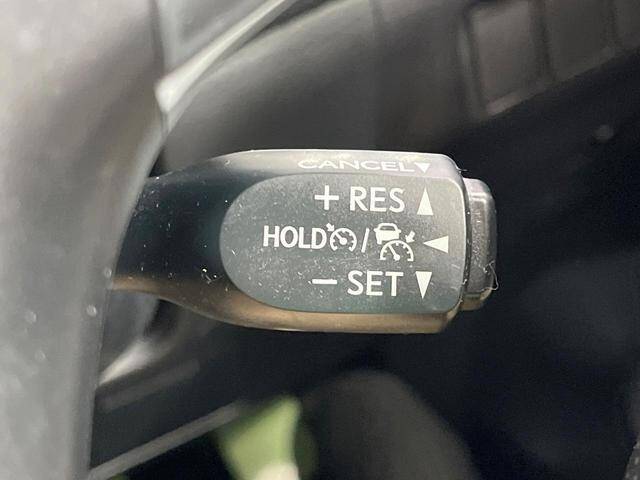 CANCEL▼
+ RES ▲
HOLD / ◀
− SET ▼